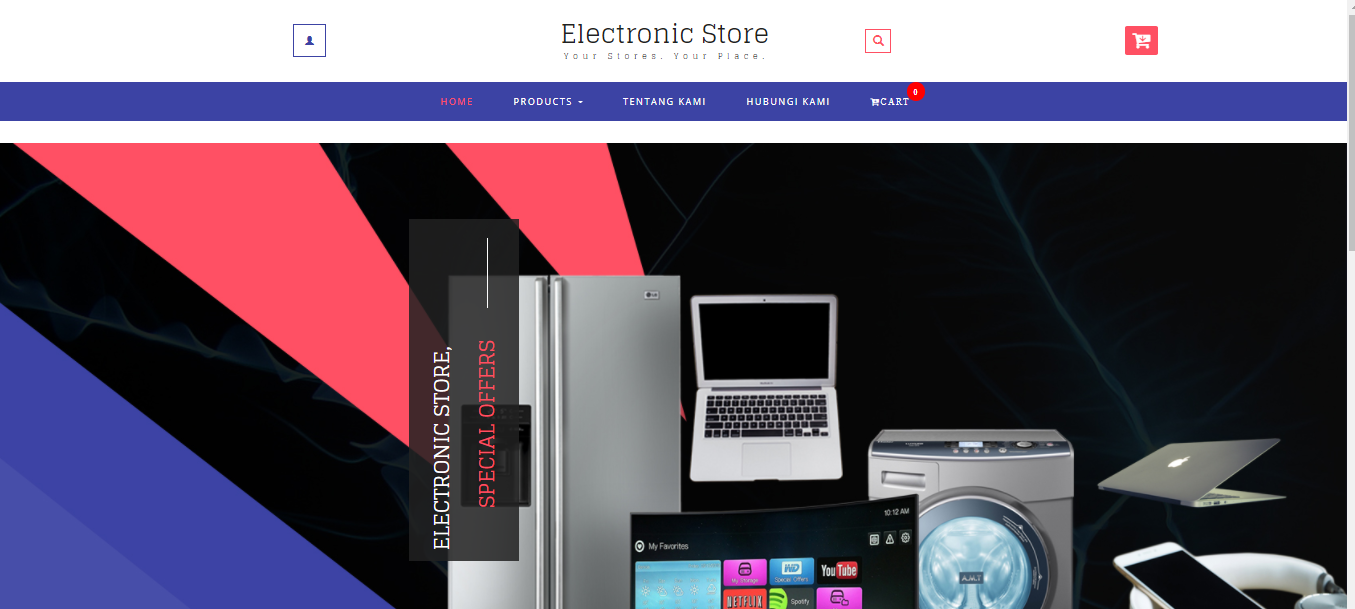 Electronic Store
Your Stores. Your Place.
HOME
PRODUCTS
TENTANG KAMI
HUBUNGI KAMI
CART
0
ELECTRONIC STORE,
SPECIAL OFFERS
LG
10:12 AM
My Favorites
My Storage
WD
Special Offers
YouTube
NETFLIX
Spotify
A.M.T